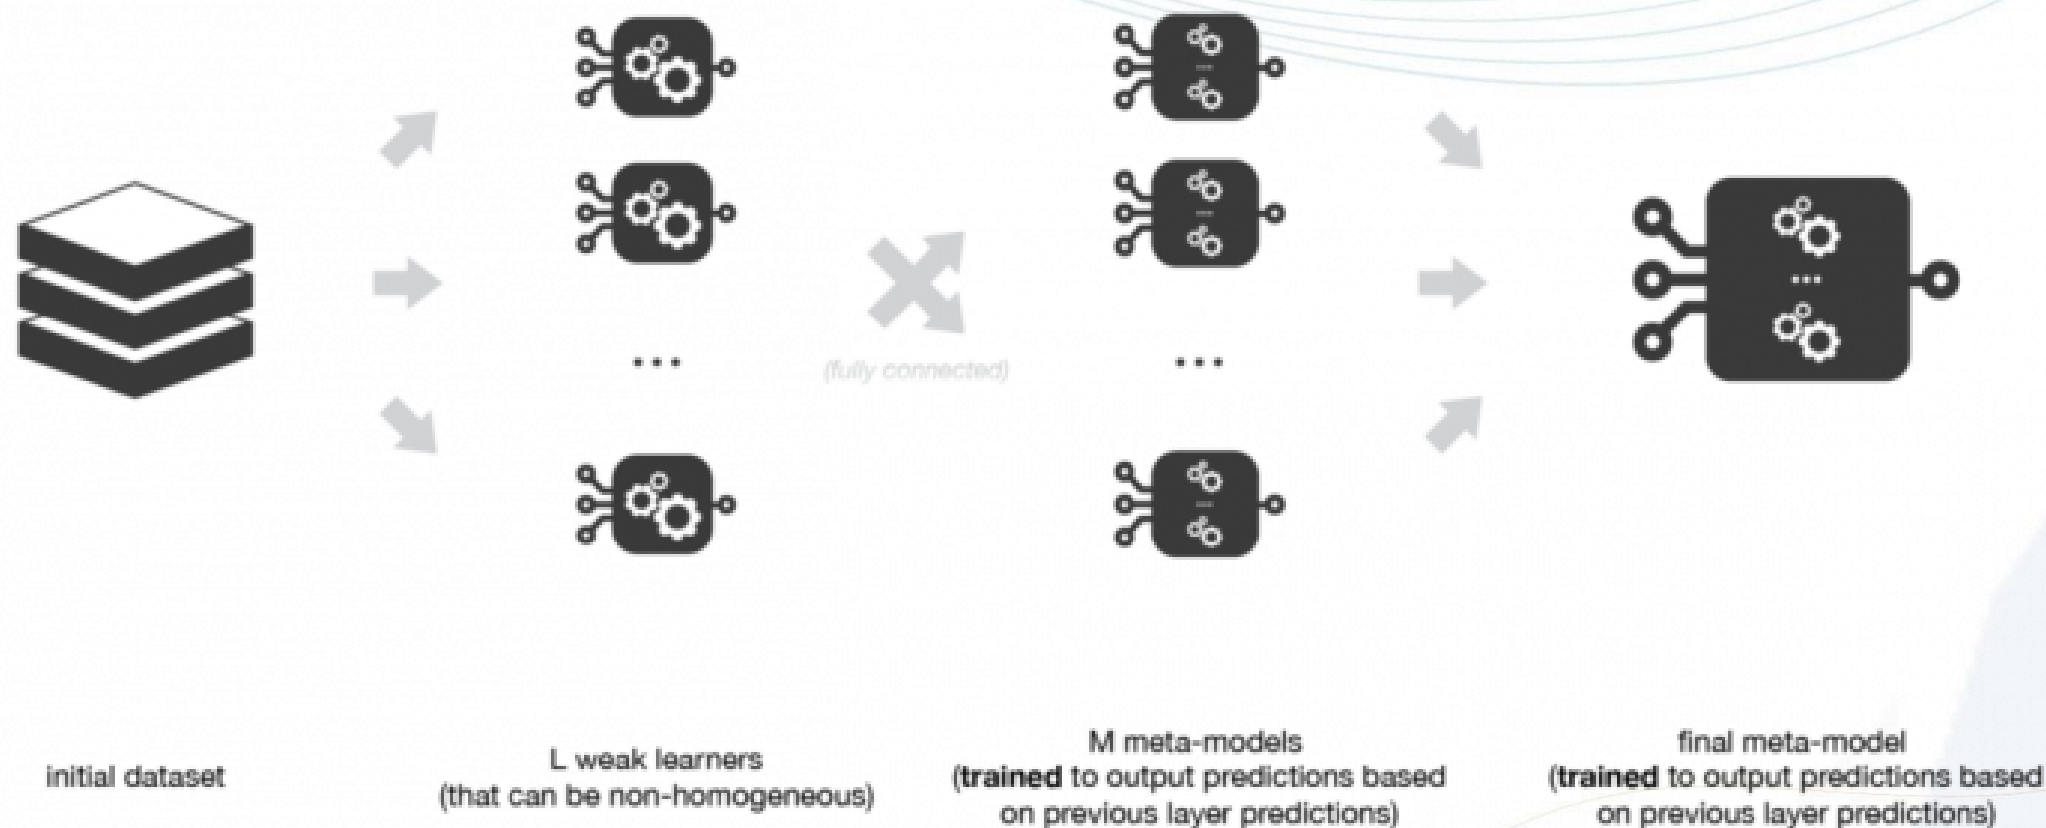 (fully connected)
initial dataset
L weak learners
(that can be non-homogeneous)
M meta-models
(trained to output predictions based
on previous layer predictions)
final meta-model
(trained to output predictions based
on previous layer predictions)